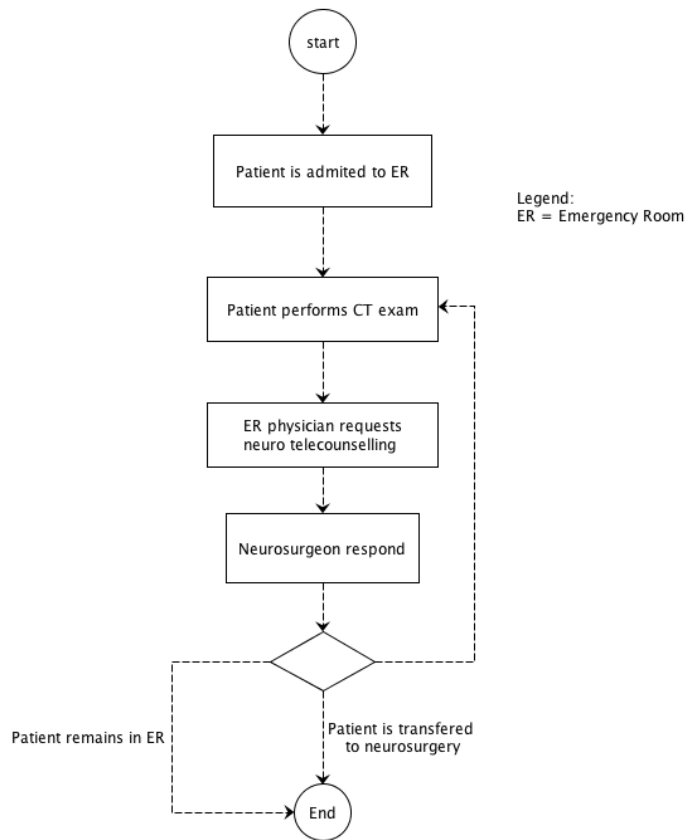 start
Patient is admited to ER
Legend:
ER = Emergency Room
Patient performs CT exam
ER physician requests
neuro telecounselling
Neurosurgeon respond
Patient remains in ER
Patient is transfered
to neurosurgery
End